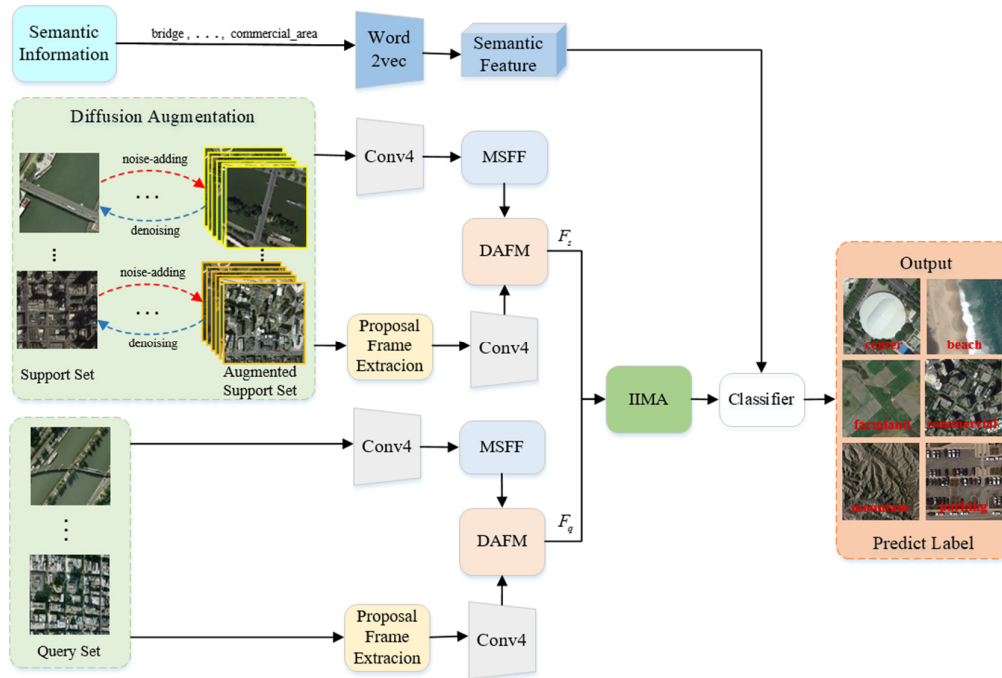 Semantic
Information
bridge , . . . , commercial_area
Word
2vec
Semantic
Feature
Diffusion Augmentation
noise-adding
. . .
denoising
noise-adding
. . .
denoising
Support Set
Augmented
Support Set
Conv4
MSFF
DAFM
F_s
Proposal
Frame
Extracion
Conv4
Query Set
Conv4
MSFF
DAFM
F_q
Proposal
Frame
Extracion
Conv4
IIMA
Classifier
Output
center
beach
farmland
commercial
mountain
parking
Predict Label